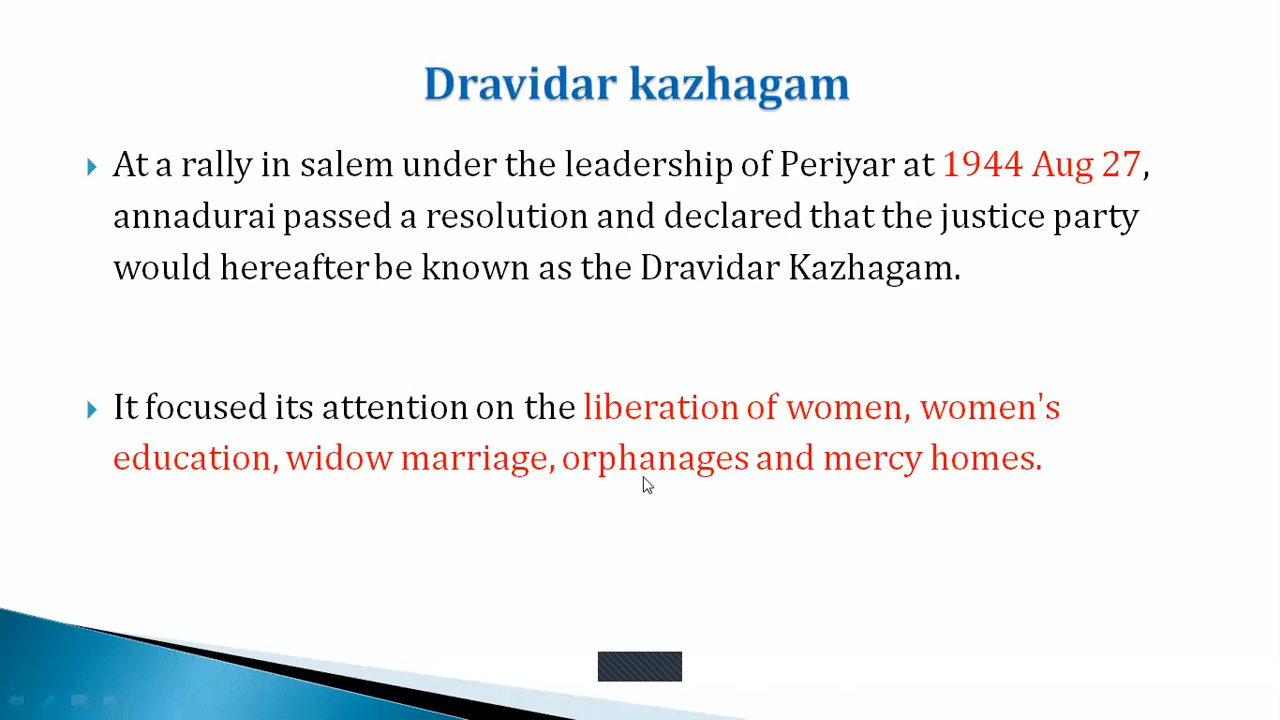 Dravidar kazhagam
At a rally in salem under the leadership of Periyar at 1944 Aug 27,
annadurai passed a resolution and declared that the justice party
would hereafter be known as the Dravidar Kazhagam.
It focused its attention on the liberation of women, women's
education, widow marriage, orphanages and mercy homes.